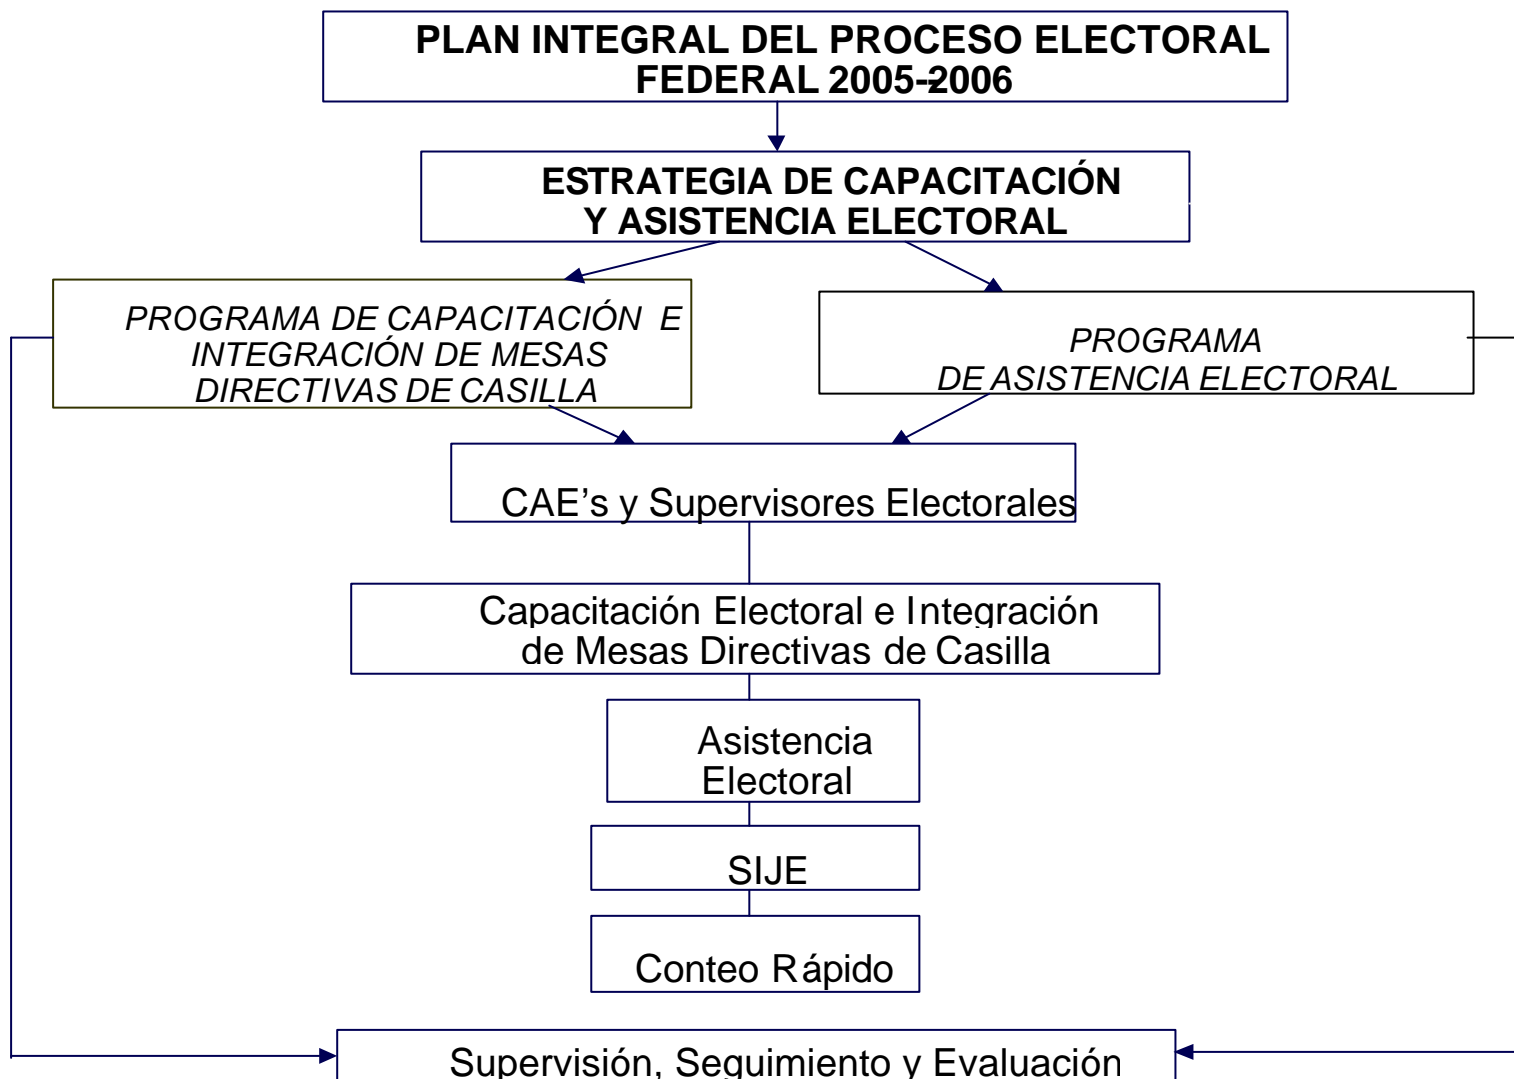 PLAN INTEGRAL DEL PROCESO ELECTORAL
FEDERAL 2005-2006
ESTRATEGIA DE CAPACITACIÓN
Y ASISTENCIA ELECTORAL
PROGRAMA DE CAPACITACIÓN E
INTEGRACIÓN DE MESAS
DIRECTIVAS DE CASILLA
PROGRAMA
DE ASISTENCIA ELECTORAL
CAE's y Supervisores Electorales
Capacitación Electoral e Integración
de Mesas Directivas de Casilla
Asistencia
Electoral
SIJE
Conteo Rápido
Supervisión, Seguimiento y Evaluación